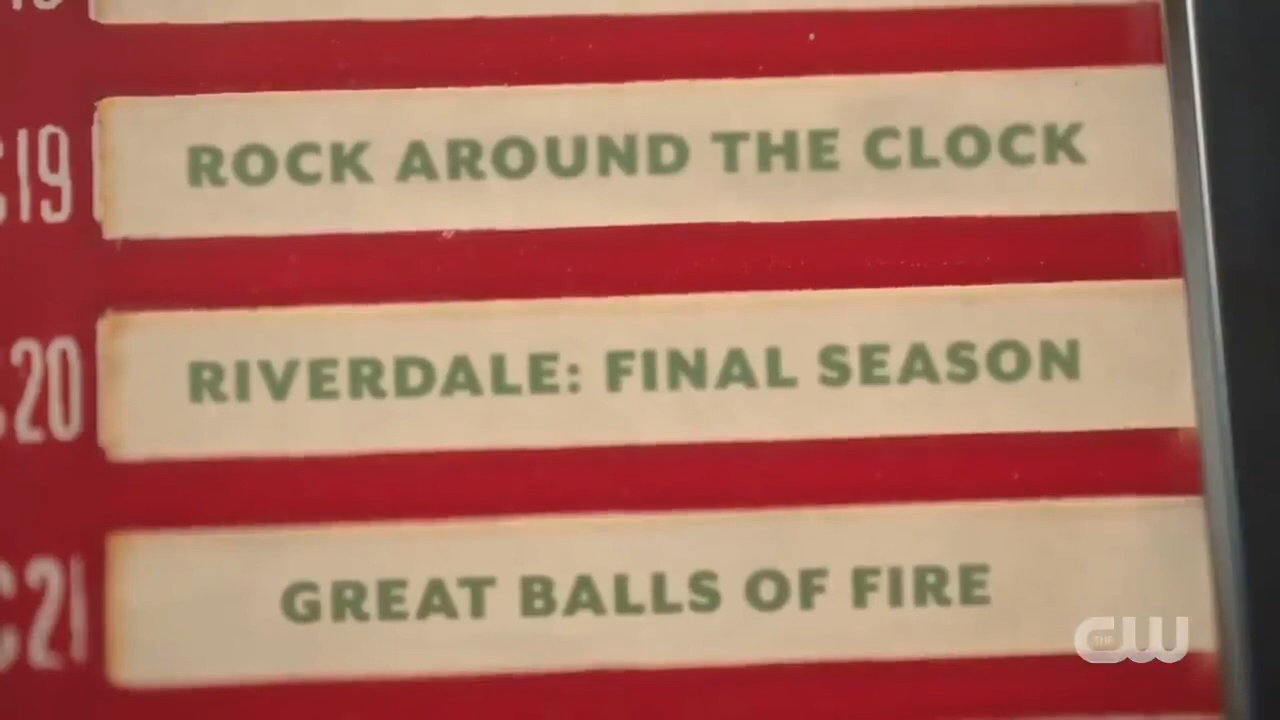 C19 ROCK AROUND THE CLOCK
C20 RIVERDALE: FINAL SEASON
C21 GREAT BALLS OF FIRE
THE CW